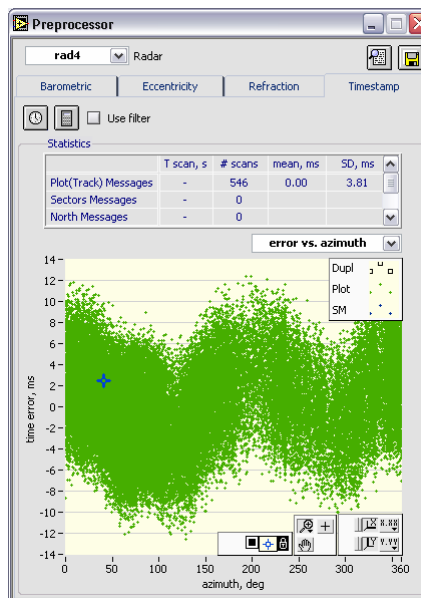 Preprocessor
rad4 Radar
Barometric Eccentricity Refraction Timestamp
Use filter
Statistics
T scan, s # scans mean, ms SD, ms
Plot(Track) Messages - 546 0.00 3.81
Sectors Messages - 0
North Messages - 0
error vs. azimuth
Dupl
Plot
SM
14
12
10
8
6
4
2
0
-2
-4
-6
-8
-10
-12
-14
time error, ms
X X.XX
Y Y.YY
0 50 100 150 200 250 300 360
azimuth, deg